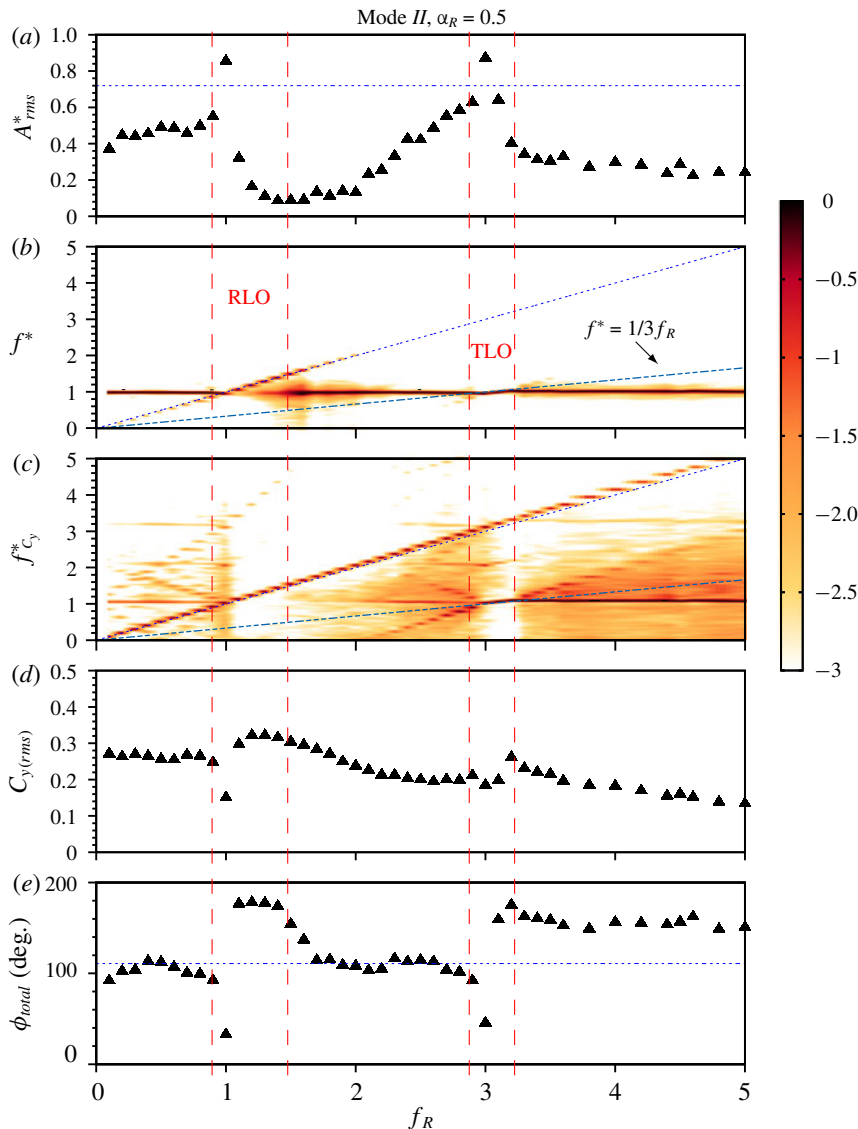 Mode II, αR = 0.5
(a)
1.0
0.8
0.6
0.4
0.2
0
A*rms
(b)
5
4
3
2
1
0
f*
RLO
TLO
f* = 1/3fR
(c)
5
4
3
2
1
0
f*Cy
(d)
0.5
0.4
0.3
0.2
0.1
0
Cy(rms)
(e)
200
100
0
ϕtotal (deg.)
0
1
2
3
4
5
fR
0
−0.5
−1.0
−1.5
−2.0
−2.5
−3